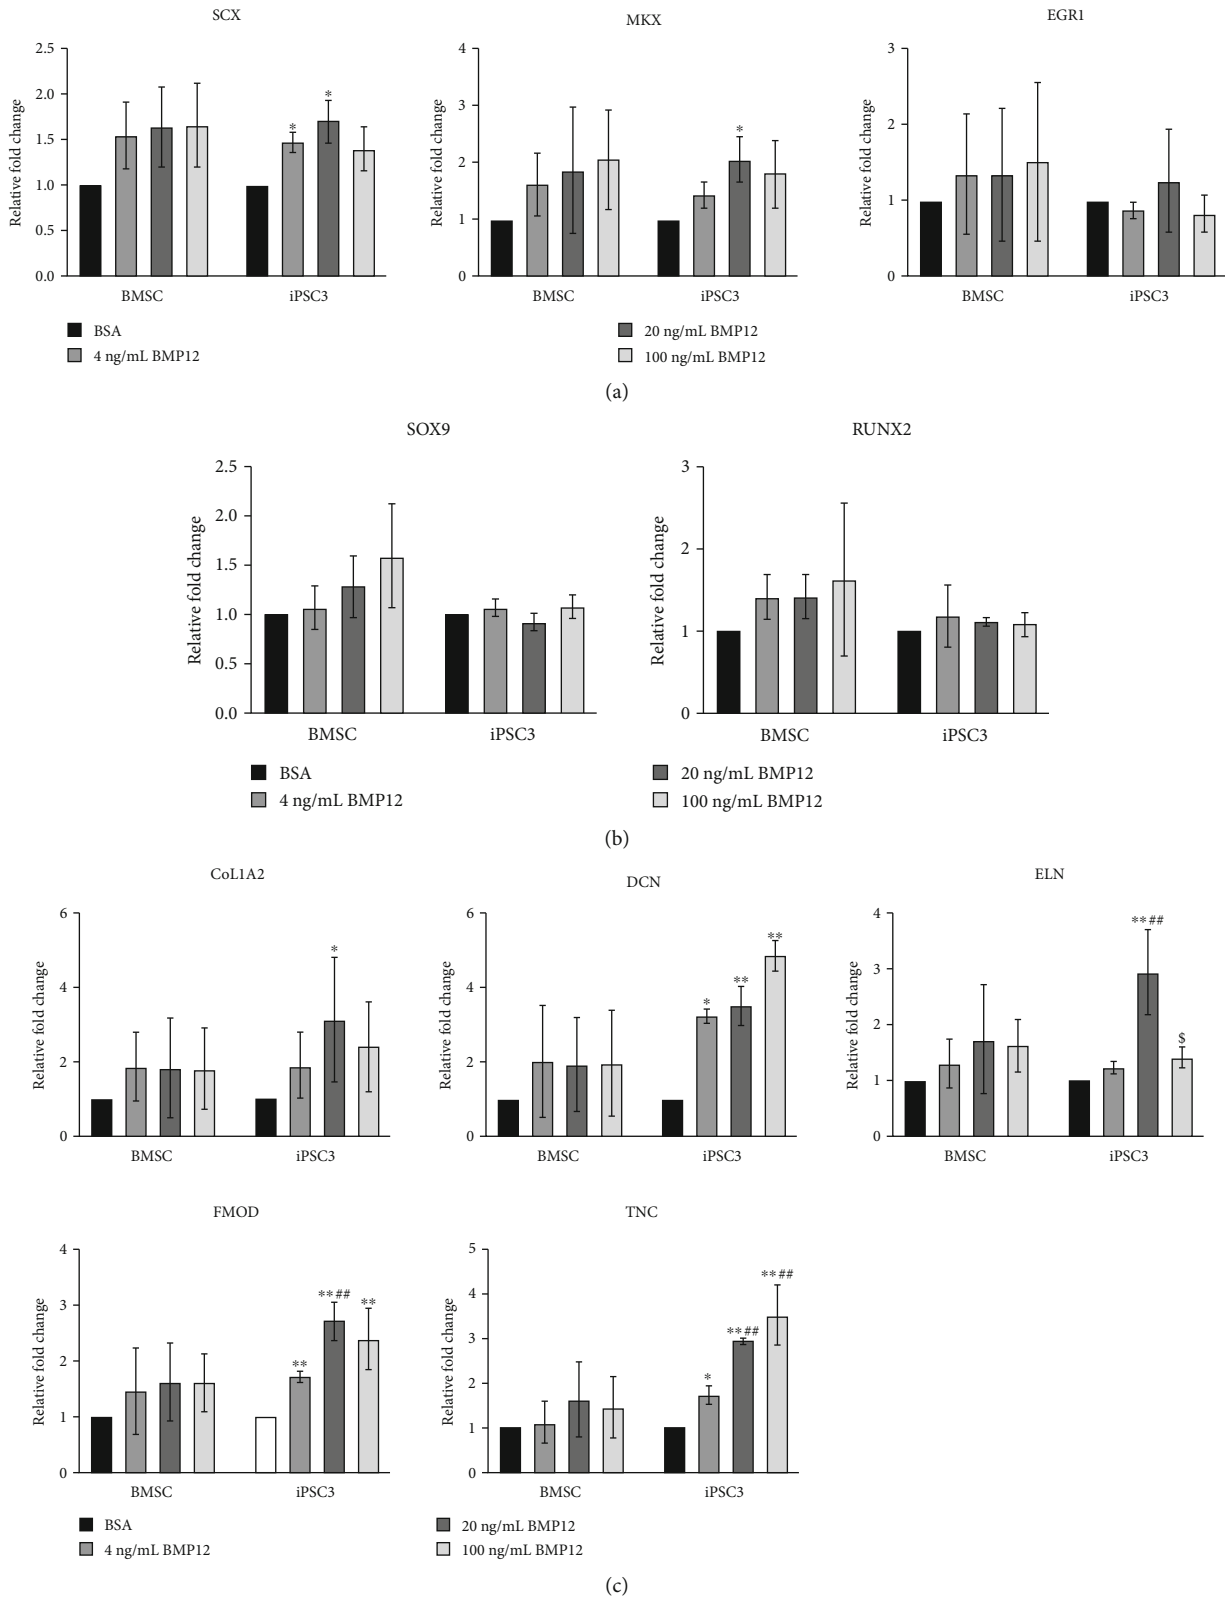 SCX
MKX
EGR1
Relative fold change
2.5
2.0
1.5
1.0
0.5
0.0
* *
BMSC iPSC3
Relative fold change
4
3
2
1
0
*
BMSC iPSC3
Relative fold change
3
2
1
0
BMSC iPSC3
BSA
4 ng/mL BMP12
20 ng/mL BMP12
100 ng/mL BMP12
(a)
SOX9
RUNX2
Relative fold change
2.5
2.0
1.5
1.0
0.5
0.0
BMSC iPSC3
Relative fold change
3
2
1
0
BMSC iPSC3
BSA
4 ng/mL BMP12
20 ng/mL BMP12
100 ng/mL BMP12
(b)
CoL1A2
DCN
ELN
Relative fold change
6
4
2
0
*
BMSC iPSC3
Relative fold change
6
4
2
0
* ** **
BMSC iPSC3
Relative fold change
4
3
2
1
0
**## $
BMSC iPSC3
FMOD
TNC
Relative fold change
4
3
2
1
0
** **## **
BMSC iPSC3
Relative fold change
5
4
3
2
1
0
* **## **##
BMSC iPSC3
BSA
4 ng/mL BMP12
20 ng/mL BMP12
100 ng/mL BMP12
(c)